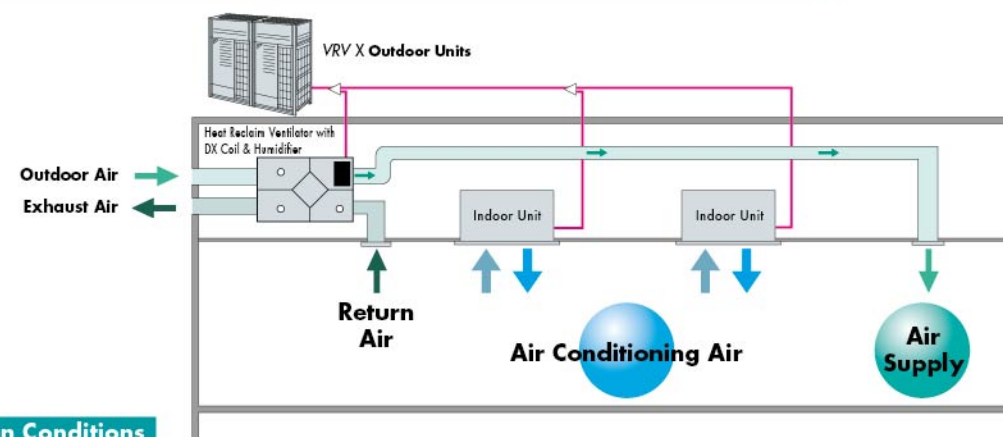 VRV X Outdoor Units
Heat Reclaim Ventilator with
DX Coil & Humidifier
Outdoor Air
Exhaust Air
Indoor Unit
Indoor Unit
Return
Air
Air Conditioning Air
Air
Supply
n Conditions